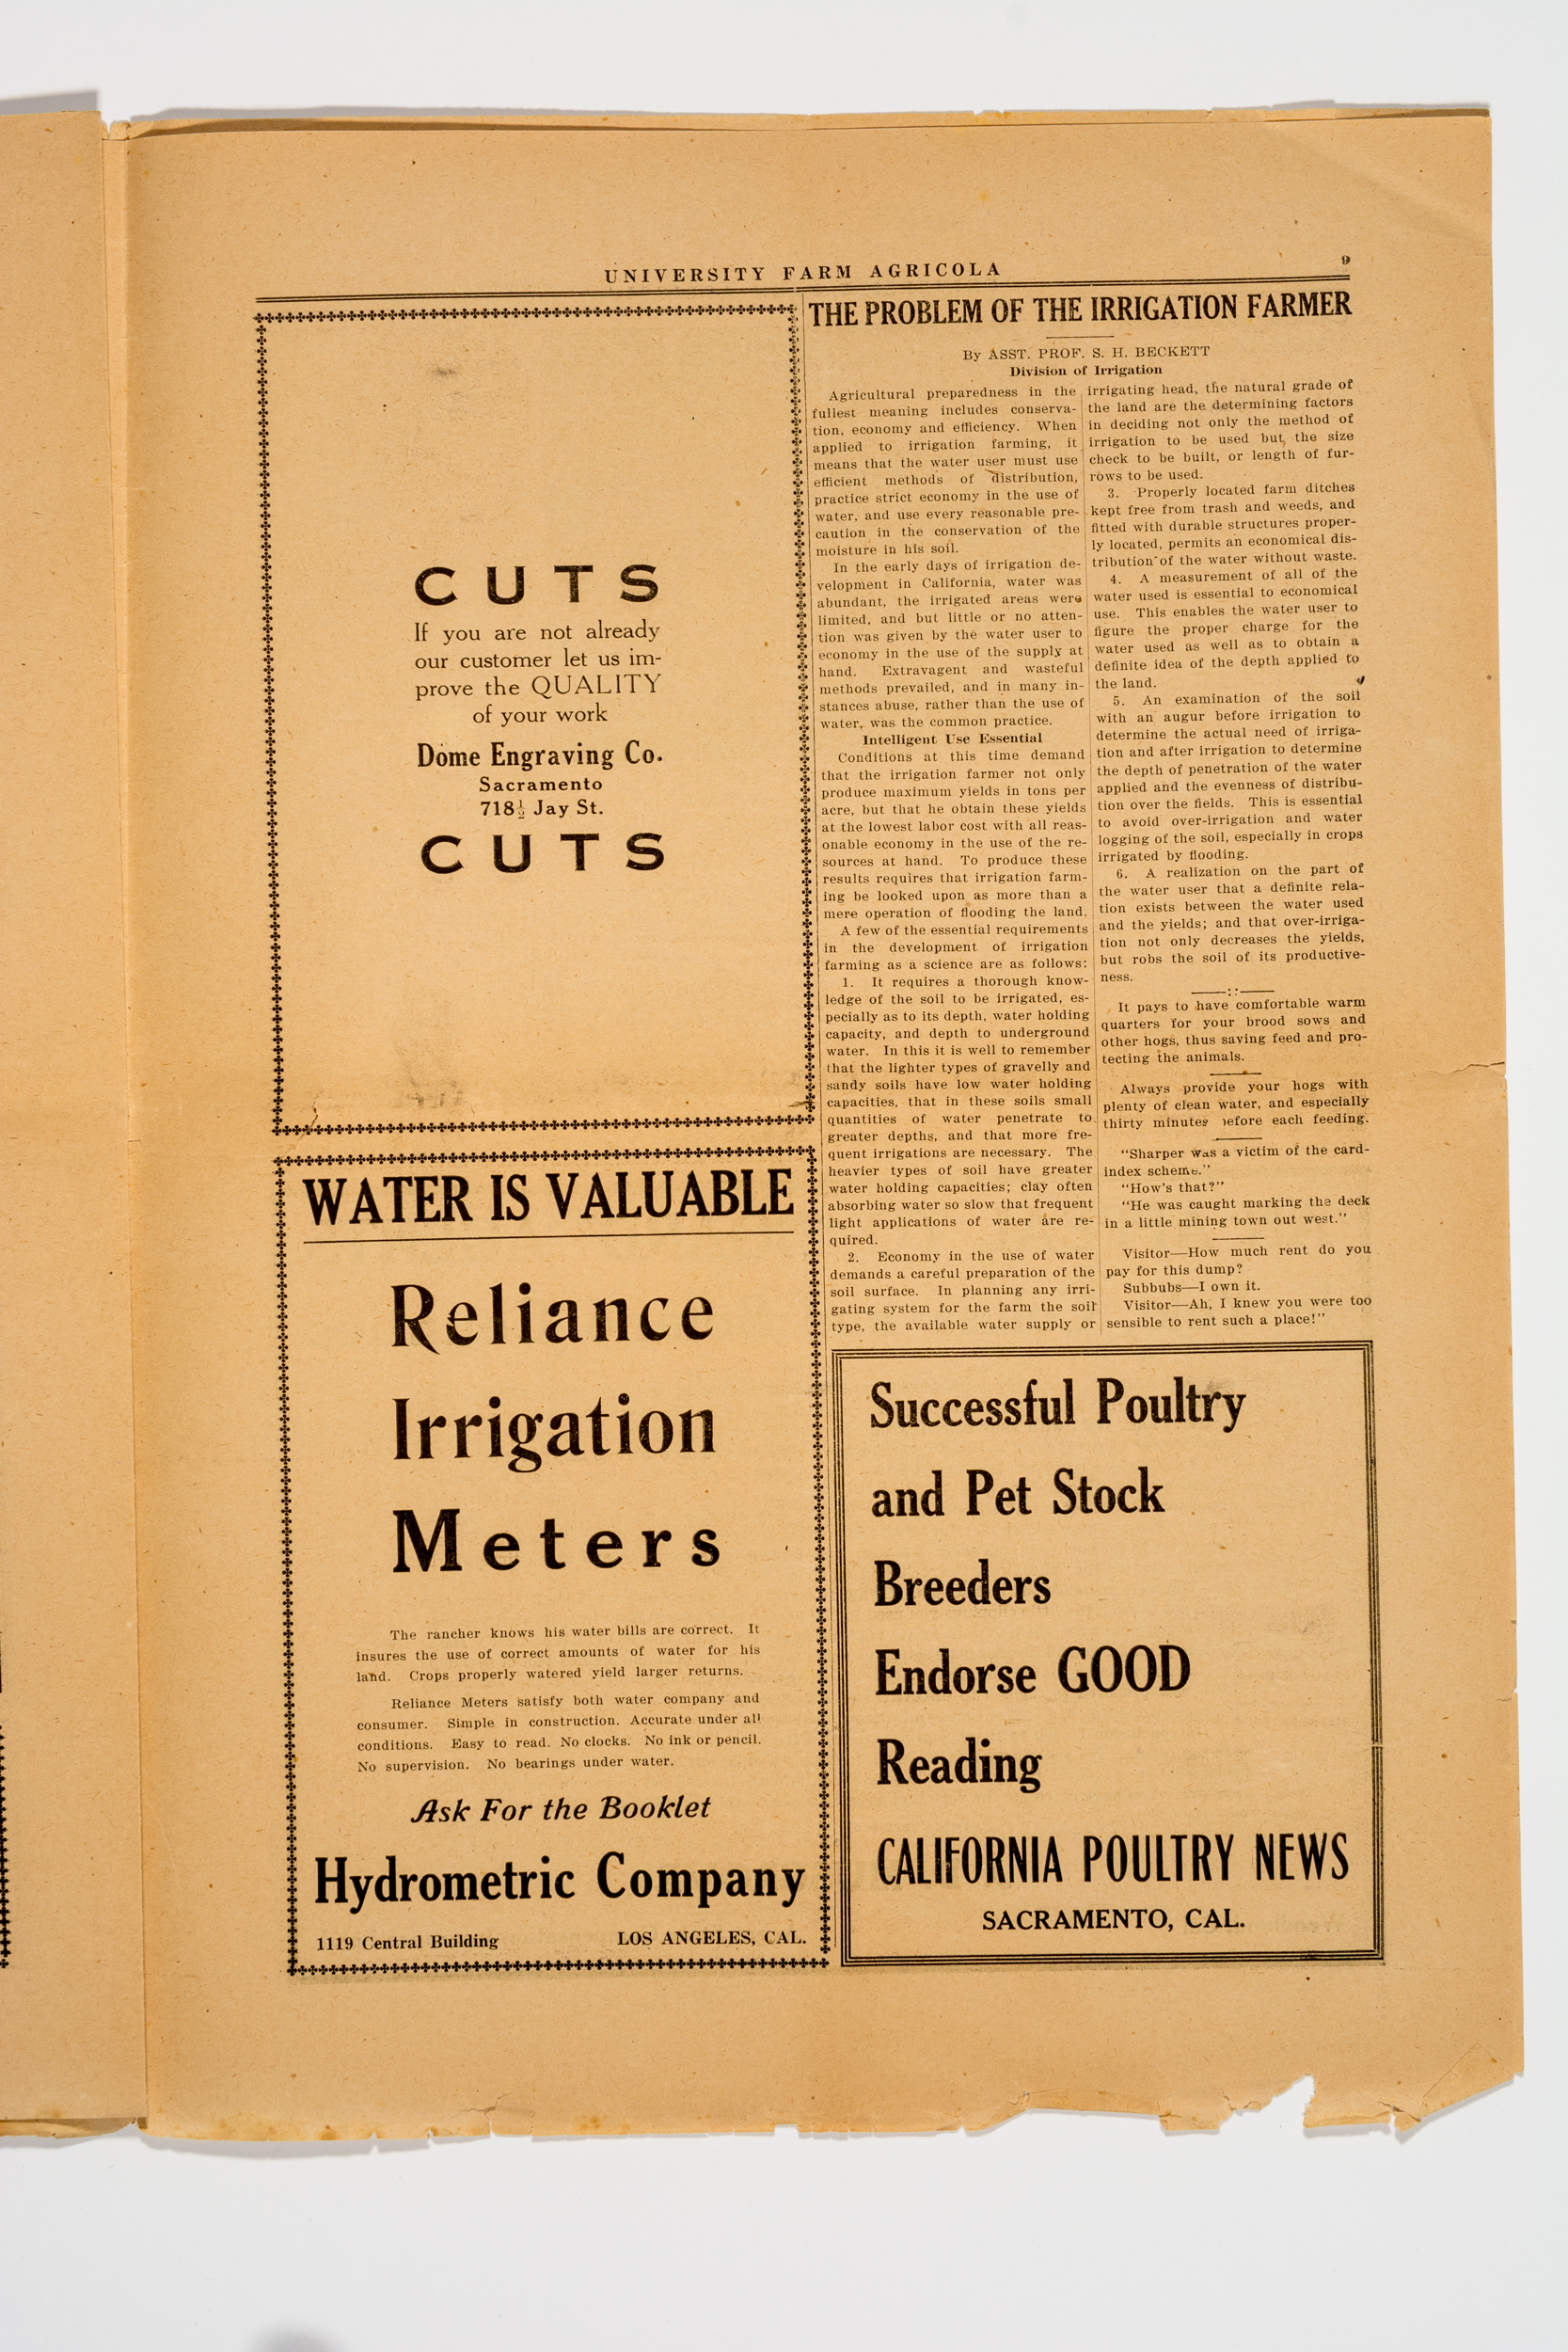 UNIVERSITY FARM AGRICOLA
9
CUTS
If you are not already
our customer let us im-
prove the QUALITY
of your work
Dome Engraving Co.
Sacramento
718½ Jay St.
CUTS
WATER IS VALUABLE
Reliance
Irrigation
Meters
The rancher knows his water bills are correct. It
insures the use of correct amounts of water for his
land. Crops properly watered yield larger returns.
Reliance Meters satisfy both water company and
consumer. Simple in construction. Accurate under all
conditions. Easy to read. No clocks. No ink or pencil.
No supervision. No bearings under water.
Ask For the Booklet
Hydrometric Company
1119 Central Building LOS ANGELES, CAL.
THE PROBLEM OF THE IRRIGATION FARMER
By ASST. PROF. S. H. BECKETT
Division of Irrigation
Agricultural preparedness in the
fullest meaning includes conserva-
tion, economy and efficiency. When
applied to irrigation farming, it
means that the water user must use
efficient methods of distribution,
practice strict economy in the use of
water, and use every reasonable pre-
caution in the conservation of the
moisture in his soil.
In the early days of irrigation de-
velopment in California, water was
abundant, the irrigated areas were
limited, and but little or no atten-
tion was given by the water user to
economy in the use of the supply at
hand. Extravagent and wasteful
methods prevailed, and in many in-
stances abuse, rather than the use of
water, was the common practice.
Intelligent Use Essential
Conditions at this time demand
that the irrigation farmer not only
produce maximum yields in tons per
acre, but that he obtain these yields
at the lowest labor cost with all reas-
onable economy in the use of the re-
sources at hand. To produce these
results requires that irrigation farm-
ing be looked upon as more than a
mere operation of flooding the land.
A few of the essential requirements
in the development of irrigation
farming as a science are as follows:
1. It requires a thorough know-
ledge of the soil to be irrigated, es-
pecially as to its depth, water holding
capacity, and depth to underground
water. In this it is well to remember
that the lighter types of gravelly and
sandy soils have low water holding
capacities, that in these soils small
quantities of water penetrate to
greater depths, and that more fre-
quent irrigations are necessary. The
heavier types of soil have greater
water holding capacities; clay often
absorbing water so slow that frequent
light applications of water are re-
quired.
2. Economy in the use of water
demands a careful preparation of the
soil surface. In planning any irri-
gating system for the farm the soil
type, the available water supply or
irrigating head, the natural grade of
the land are the determining factors
in deciding not only the method of
irrigation to be used but, the size
check to be built, or length of fur-
rows to be used.
3. Properly located farm ditches
kept free from trash and weeds, and
fitted with durable structures proper-
ly located, permits an economical dis-
tribution of the water without waste.
4. A measurement of all of the
water used is essential to economical
use. This enables the water user to
figure the proper charge for the
water used as well as to obtain a
definite idea of the depth applied to
the land.
5. An examination of the soil
with an augur before irrigation to
determine the actual need of irriga-
tion and after irrigation to determine
the depth of penetration of the water
applied and the evenness of distribu-
tion over the fields. This is essential
to avoid over-irrigation and water
logging of the soil, especially in crops
irrigated by flooding.
6. A realization on the part of
the water user that a definite rela-
tion exists between the water used
and the yields; and that over-irriga-
tion not only decreases the yields,
but robs the soil of its productive-
ness.
It pays to have comfortable warm
quarters for your brood sows and
other hogs, thus saving feed and pro-
tecting the animals.
Always provide your hogs with
plenty of clean water, and especially
thirty minutes before each feeding.
"Sharper was a victim of the card-
index scheme."
"How's that?"
"He was caught marking the deck
in a little mining town out west."
Visitor—How much rent do you
pay for this dump?
Subbubs—I own it.
Visitor—Ah, I knew you were too
sensible to rent such a place!"
Successful Poultry
and Pet Stock
Breeders
Endorse GOOD
Reading
CALIFORNIA POULTRY NEWS
SACRAMENTO, CAL.